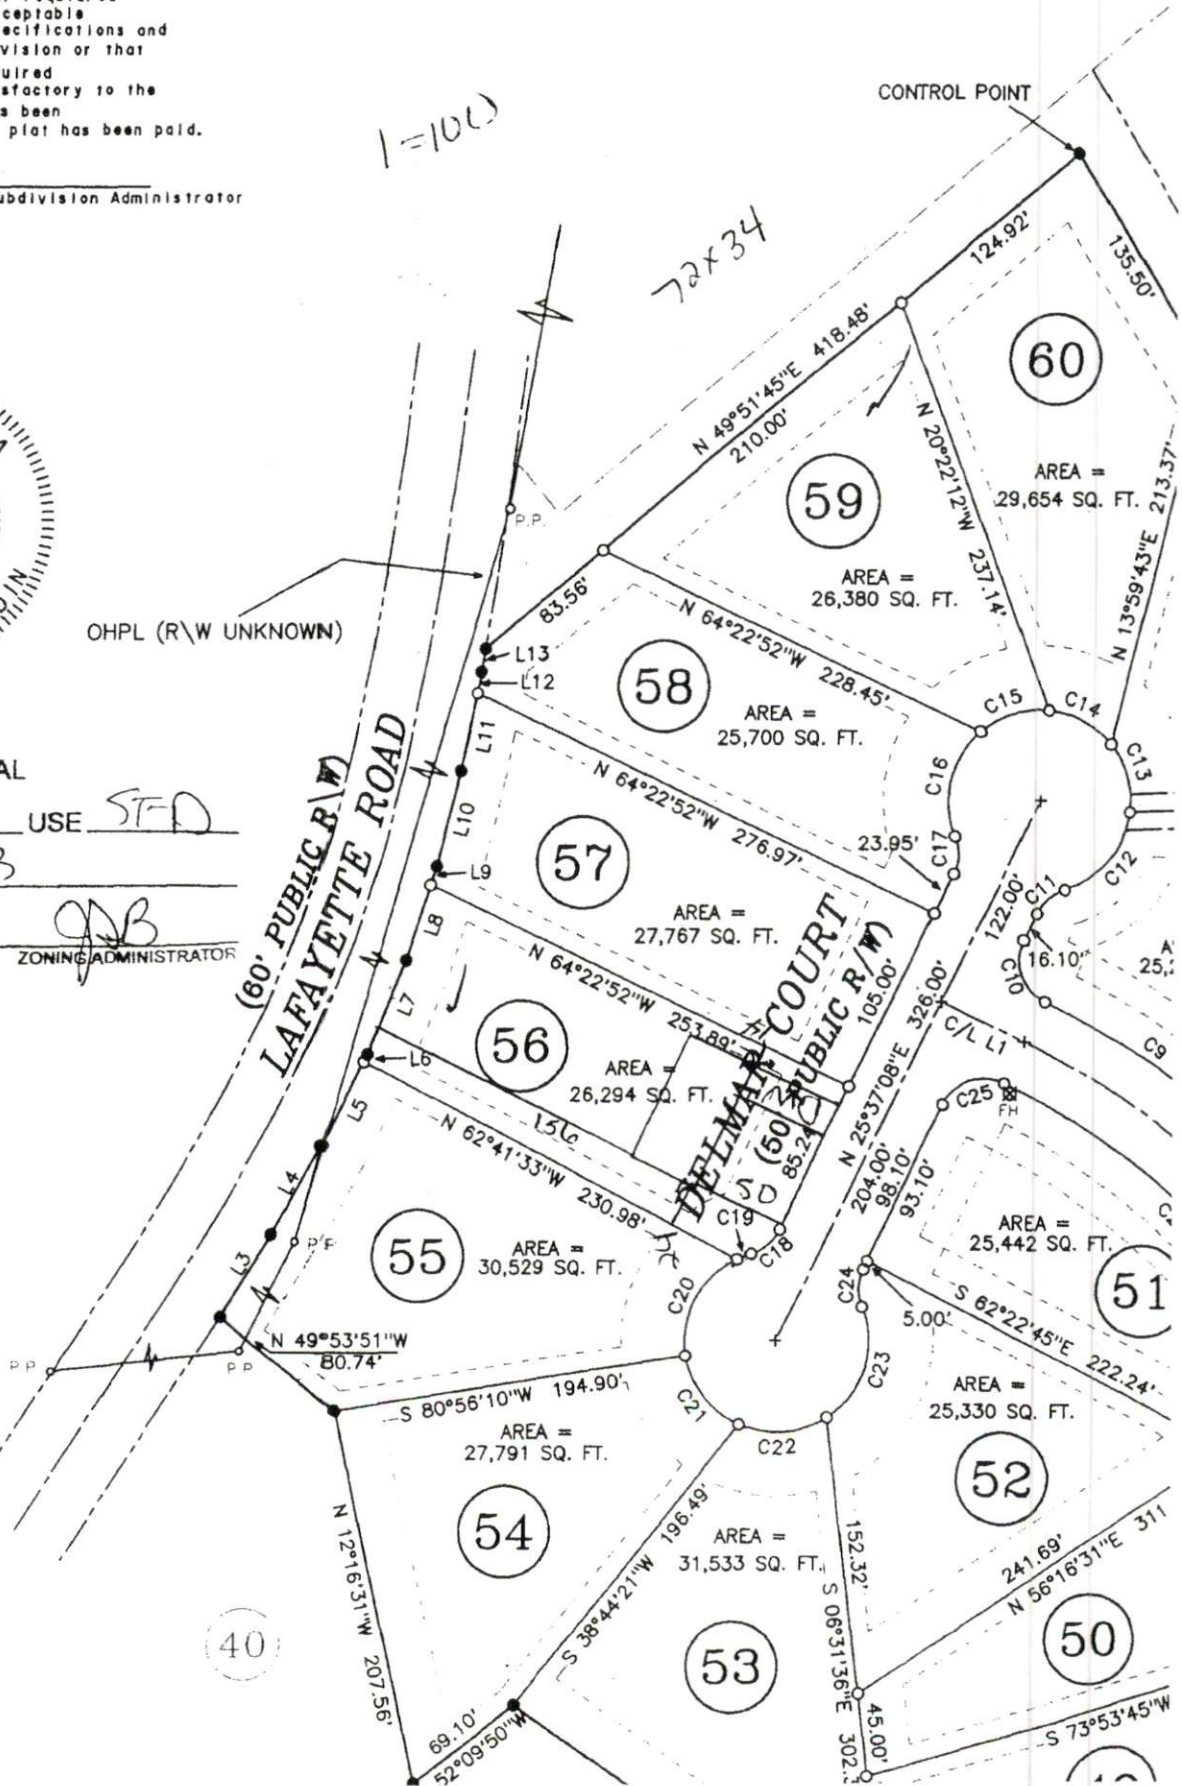 ceptable
ecifications and
vision or that
uired
sfactory to the
s been
plat has been paid.
ubdivision Administrator
1=100
72x34
CONTROL POINT
124.92'
135.50'
N 49°51'45"E 418.48'
210.00'
60
AREA =
29,654 SQ. FT.
N 20°22'12"W 237.14'
N 13°59'43"E 213.37'
59
AREA =
26,380 SQ. FT.
P.P.
83.56'
OHPL (R\W UNKNOWN)
N 64°22'52"W 228.45'
L13
L12
L11
58
AREA =
25,700 SQ. FT.
C15
C14
C13
C16
C17
C12
C11
23.95'
16.10'
C10
C9
25,
AL
USE ST-D
ZONING ADMINISTRATOR
(60' PUBLIC R\W)
LAFAYETTE ROAD
L10
L9
L8
N 64°22'52"W 276.97'
57
AREA =
27,767 SQ. FT.
DELMAR COURT
(50' PUBLIC R/W)
105.00'
122.00'
N 25°37'08"E 326.00'
C/L L1
N 64°22'52"W 253.89'
L7
L6
L5
56
AREA =
26,294 SQ. FT.
156
85.24
50
C19
C18
204.00'
98.10'
93.10'
C25
FH
N 62°41'33"W 230.98'
L4
L3
P.P.
55
AREA =
30,529 SQ. FT.
C20
C24
5.00'
AREA =
25,442 SQ. FT.
51
S 62°22'45"E 222.24'
N 49°53'51"W
80.74'
P P
P P
S 80°56'10"W 194.90'
C21
C22
C23
AREA =
27,791 SQ. FT.
54
AREA =
25,330 SQ. FT.
52
N 12°16'31"W 207.56'
S 38°44'21"W 196.49'
AREA =
31,533 SQ. FT.
53
152.32'
S 06°31'36"E 302.
241.69'
N 56°16'31"E 311
50
40
69.10'
52°09'50"W
45.00'
S 73°53'45"W